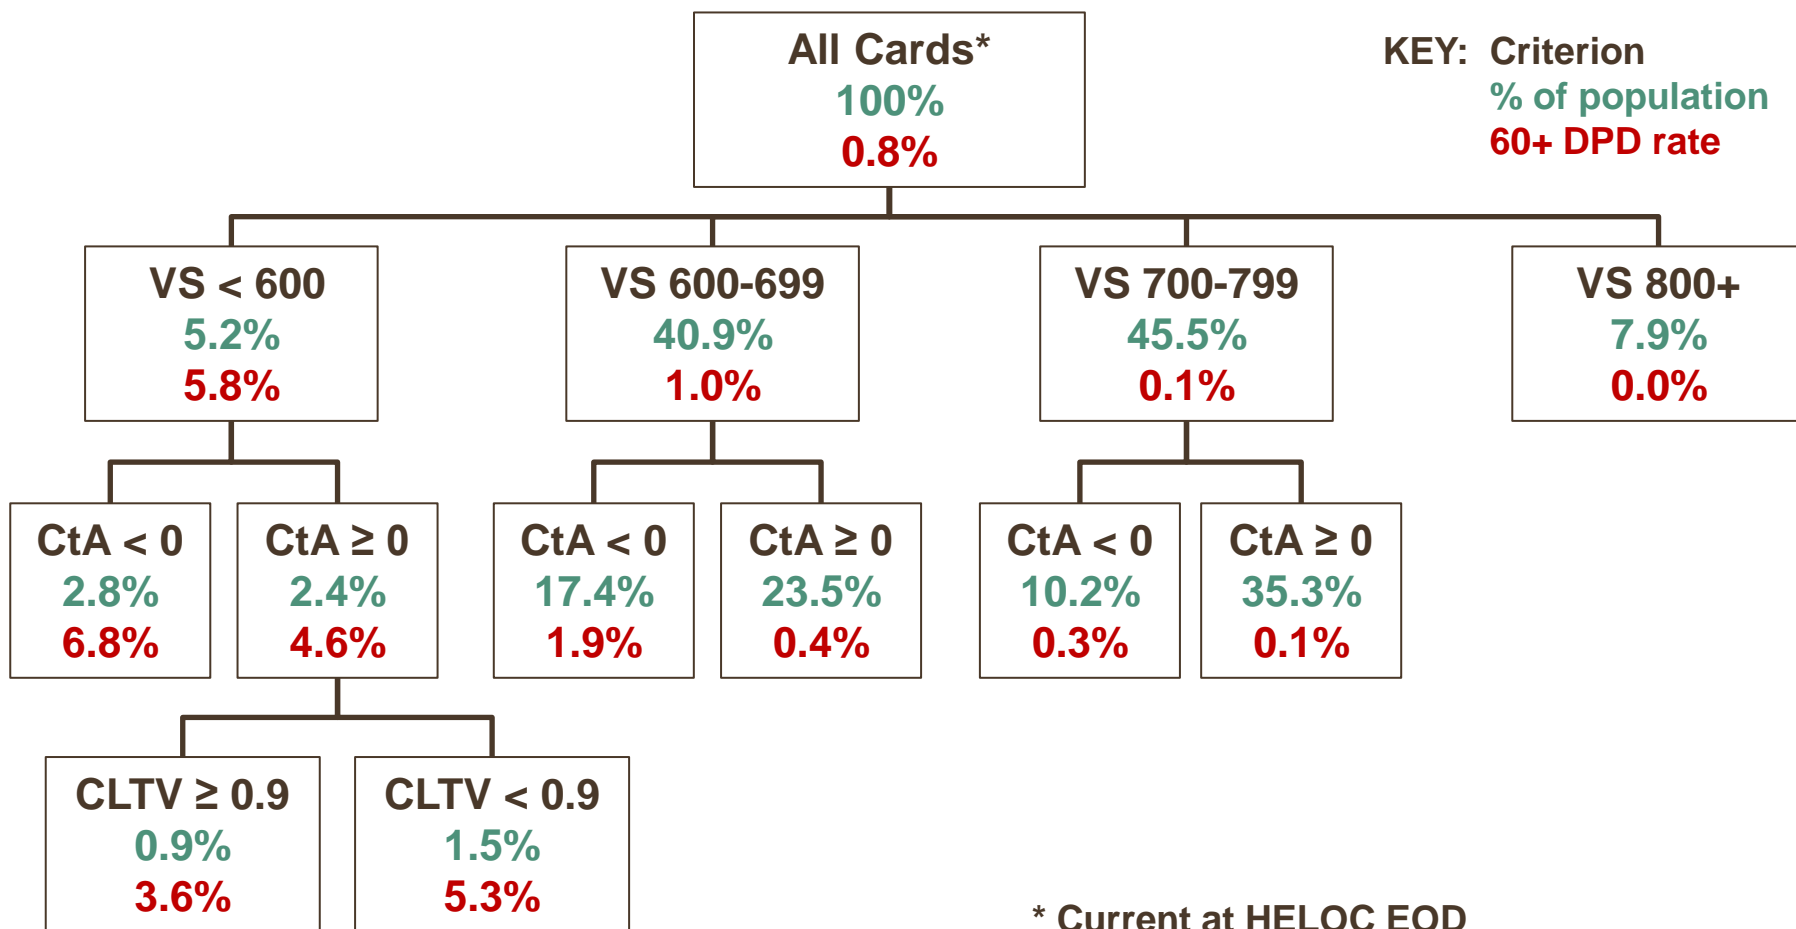 All Cards*
100%
0.8%
KEY: Criterion
% of population
60+ DPD rate
VS < 600
5.2%
5.8%
VS 600-699
40.9%
1.0%
VS 700-799
45.5%
0.1%
VS 800+
7.9%
0.0%
CtA < 0
2.8%
6.8%
CtA ≥ 0
2.4%
4.6%
CtA < 0
17.4%
1.9%
CtA ≥ 0
23.5%
0.4%
CtA < 0
10.2%
0.3%
CtA ≥ 0
35.3%
0.1%
CLTV ≥ 0.9
0.9%
3.6%
CLTV < 0.9
1.5%
5.3%
* Current at HELOC EOD